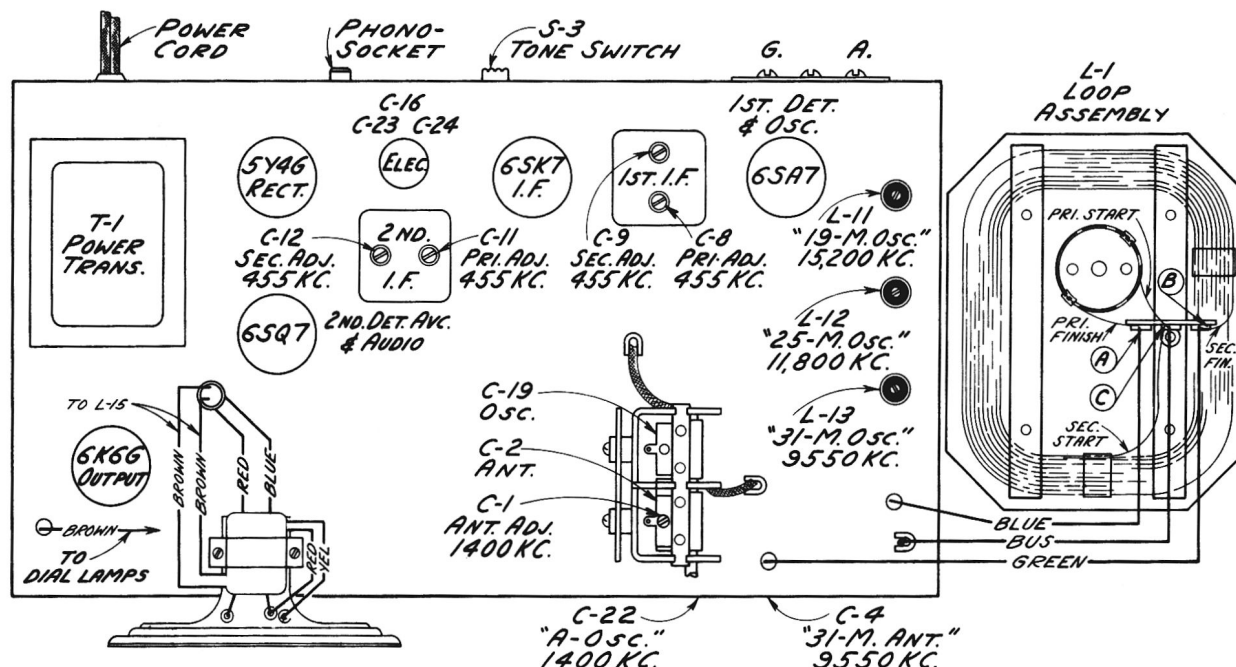 POWER
CORD
PHONO-
SOCKET
S-3
TONE SWITCH
G.
A.
L-1
LOOP
ASSEMBLY
C-16
C-23 C-24
ELEC.
1ST. DET.
& OSC.
5Y4G
RECT.
6SK7
I.F.
1ST. I.F.
6SA7
T-1
POWER
TRANS.
C-12
SEC. ADJ.
455 KC.
2ND.
I.F.
C-11
PRI. ADJ.
455 KC.
C-9
SEC. ADJ.
455 KC.
C-8
PRI. ADJ.
455 KC.
L-11
"19-M. OSC."
15,200 KC.
PRI. START
B
PRI.
FINISH
A
C
SEC.
FIN.
SEC.
START
6SQ7
2ND. DET. AVC.
& AUDIO
L-12
"25-M. OSC."
11,800 KC.
C-19
OSC.
L-13
"31-M. OSC."
9550 KC.
TO L-15
6K6G
OUTPUT
BROWN
BROWN
RED
BLUE
C-2
ANT.
C-1
ANT. ADJ.
1400 KC.
BROWN
TO
DIAL LAMPS
RED
YEL
BLUE
BUS
GREEN
C-22
"A-OSC."
1400 KC.
C-4
"31-M. ANT."
9550 KC.